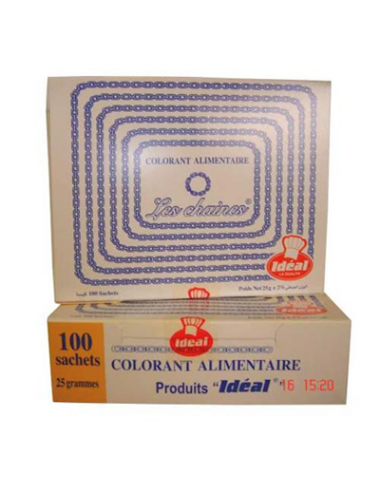 COLORANT ALIMENTAIRE
Les chaines®
Idéal
100 Sachets
Poids Net 25g ± 2%
100
sachets
25 grammes
Idéal
COLORANT ALIMENTAIRE
Produits "Idéal®"
16 15:20